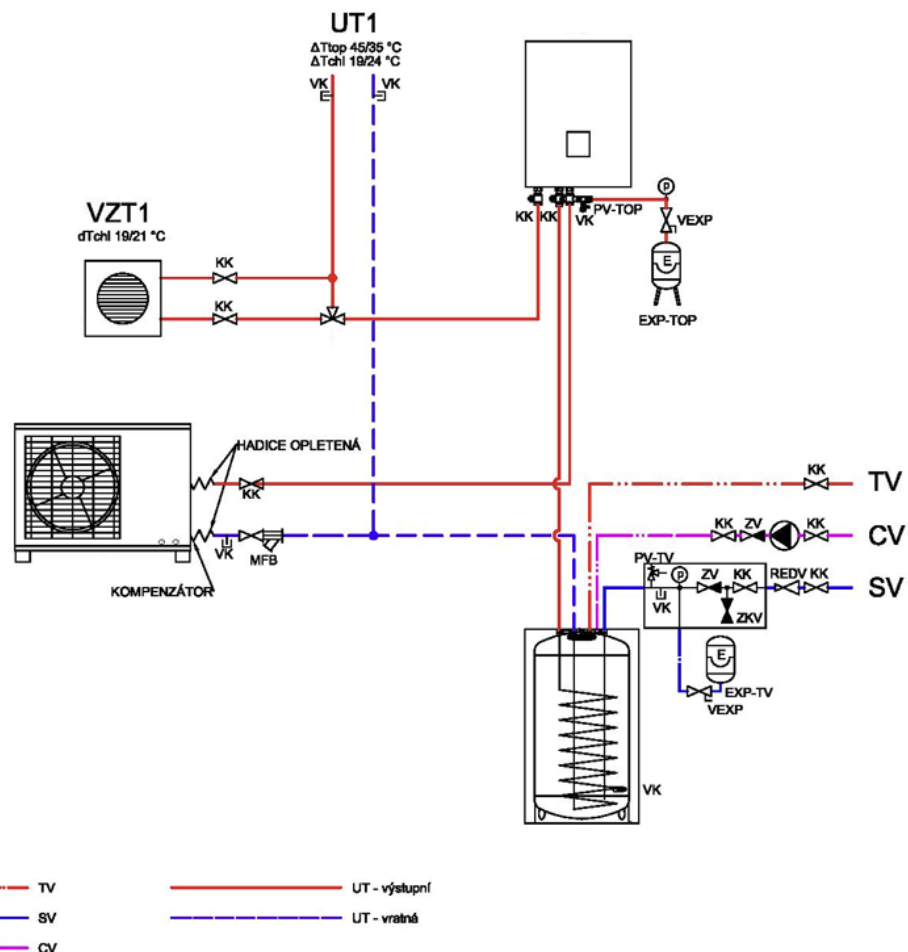 UT1
ΔTtop 45/35 °C
ΔTchl 19/24 °C
VK
VK
VZT1
dTchl 19/21 °C
KK
KK
KK
KK
VK
PV-TOP
P
VEXP
E
EXP-TOP
HADICE OPLETENÁ
KK
VK
MFB
KOMPENZÁTOR
KK
TV
KK
ZV
KK
CV
PV-TV
P
VK
ZV
KK
ZKV
REDV
KK
SV
E
EXP-TV
VEXP
VK
TV
UT - výstupní
SV
UT - vratná
CV